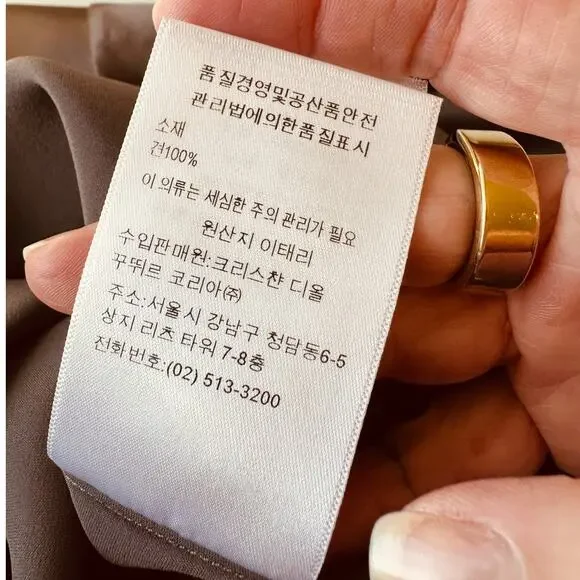 품질경영및공산품안전
관리법에의한품질표시
소재
견100%
이 의류는 세심한 주의 관리가 필요
원산지 이태리
수입판매원:크리스챤 디올
꾸뛰르 코리아(주)
주소:서울시 강남구 청담동6-5
상지 리츠 타워 7-8층
전화번호:(02) 513-3200